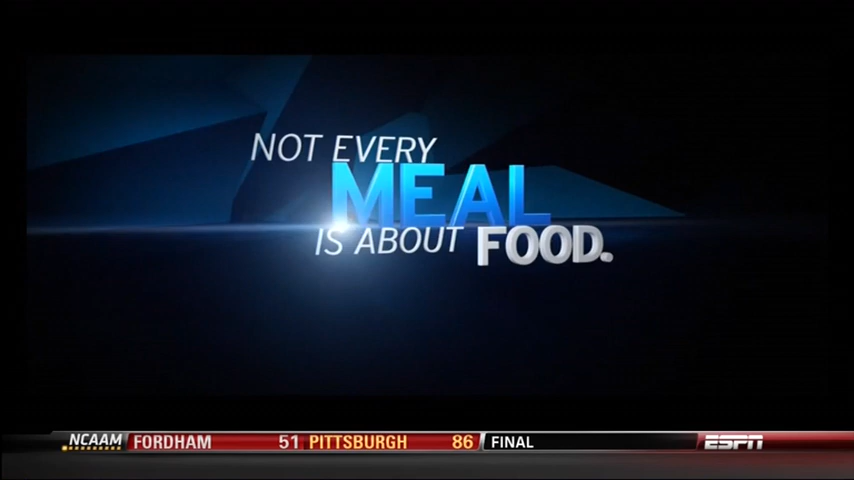 NOT EVERY
MEAL
IS ABOUT FOOD.
NCAAM FORDHAM 51 PITTSBURGH 86 FINAL ESPN